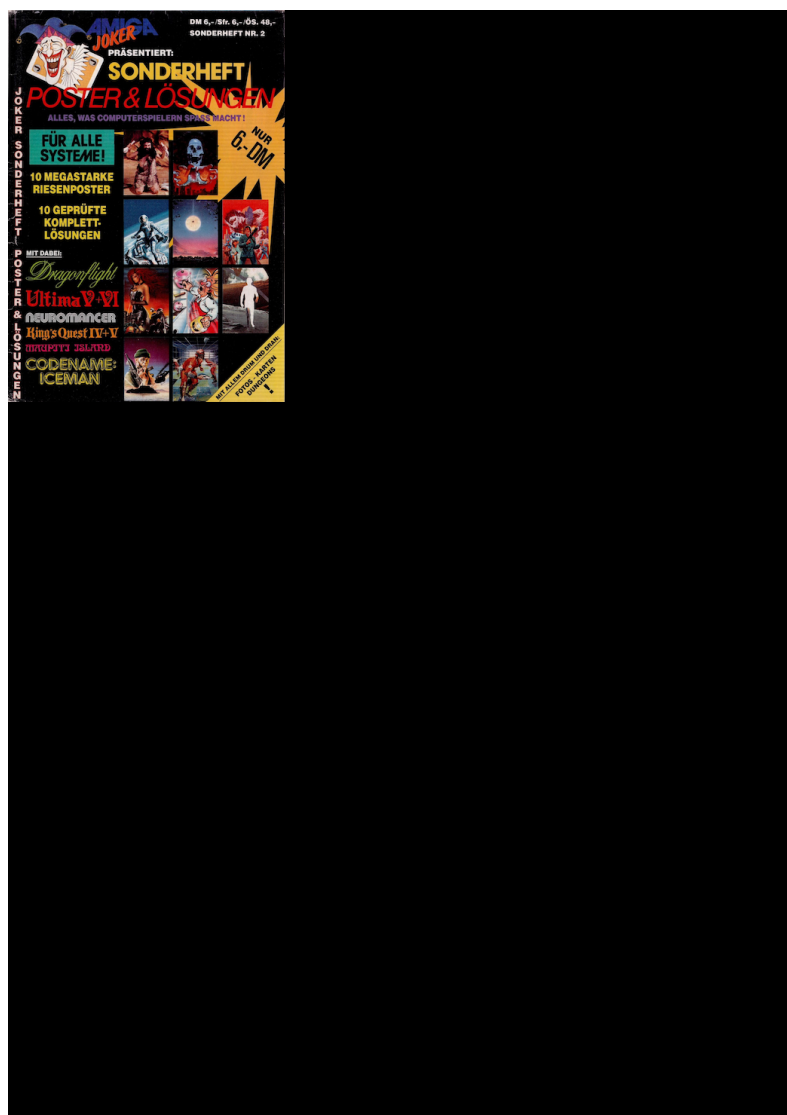 AMIGA
JOKER
DM 6,-/Sfr. 6,-/ÖS. 48,-
SONDERHEFT NR. 2
PRÄSENTIERT:
SONDERHEFT
POSTER & LÖSUNGEN
ALLES, WAS COMPUTERSPIELERN SPASS MACHT!
NUR
6,-DM
FÜR ALLE
SYSTEME!
10 MEGASTARKE
RIESENPOSTER
10 GEPRÜFTE
KOMPLETT-
LÖSUNGEN
MIT DABEI:
Dragonflight
Ultima V+VI
NEUROMANCER
King's Quest IV+V
MAUPITI ISLAND
CODENAME:
ICEMAN
MIT ALLEM DRUM UND DRAN:
FOTOS - KARTEN
DUNGEONS
!
JOKER SONDERHEFT! POSTER & LÖSUNGEN